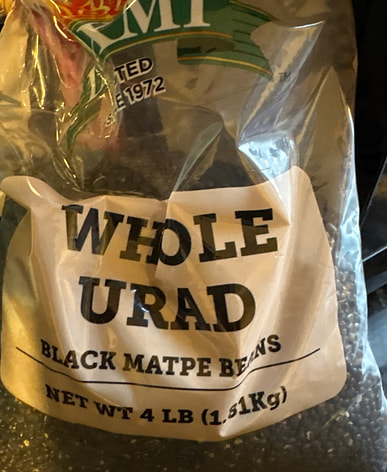 WHOLE
URAD
BLACK MATPE BEANS
NET WT 4 LB (1.81Kg)